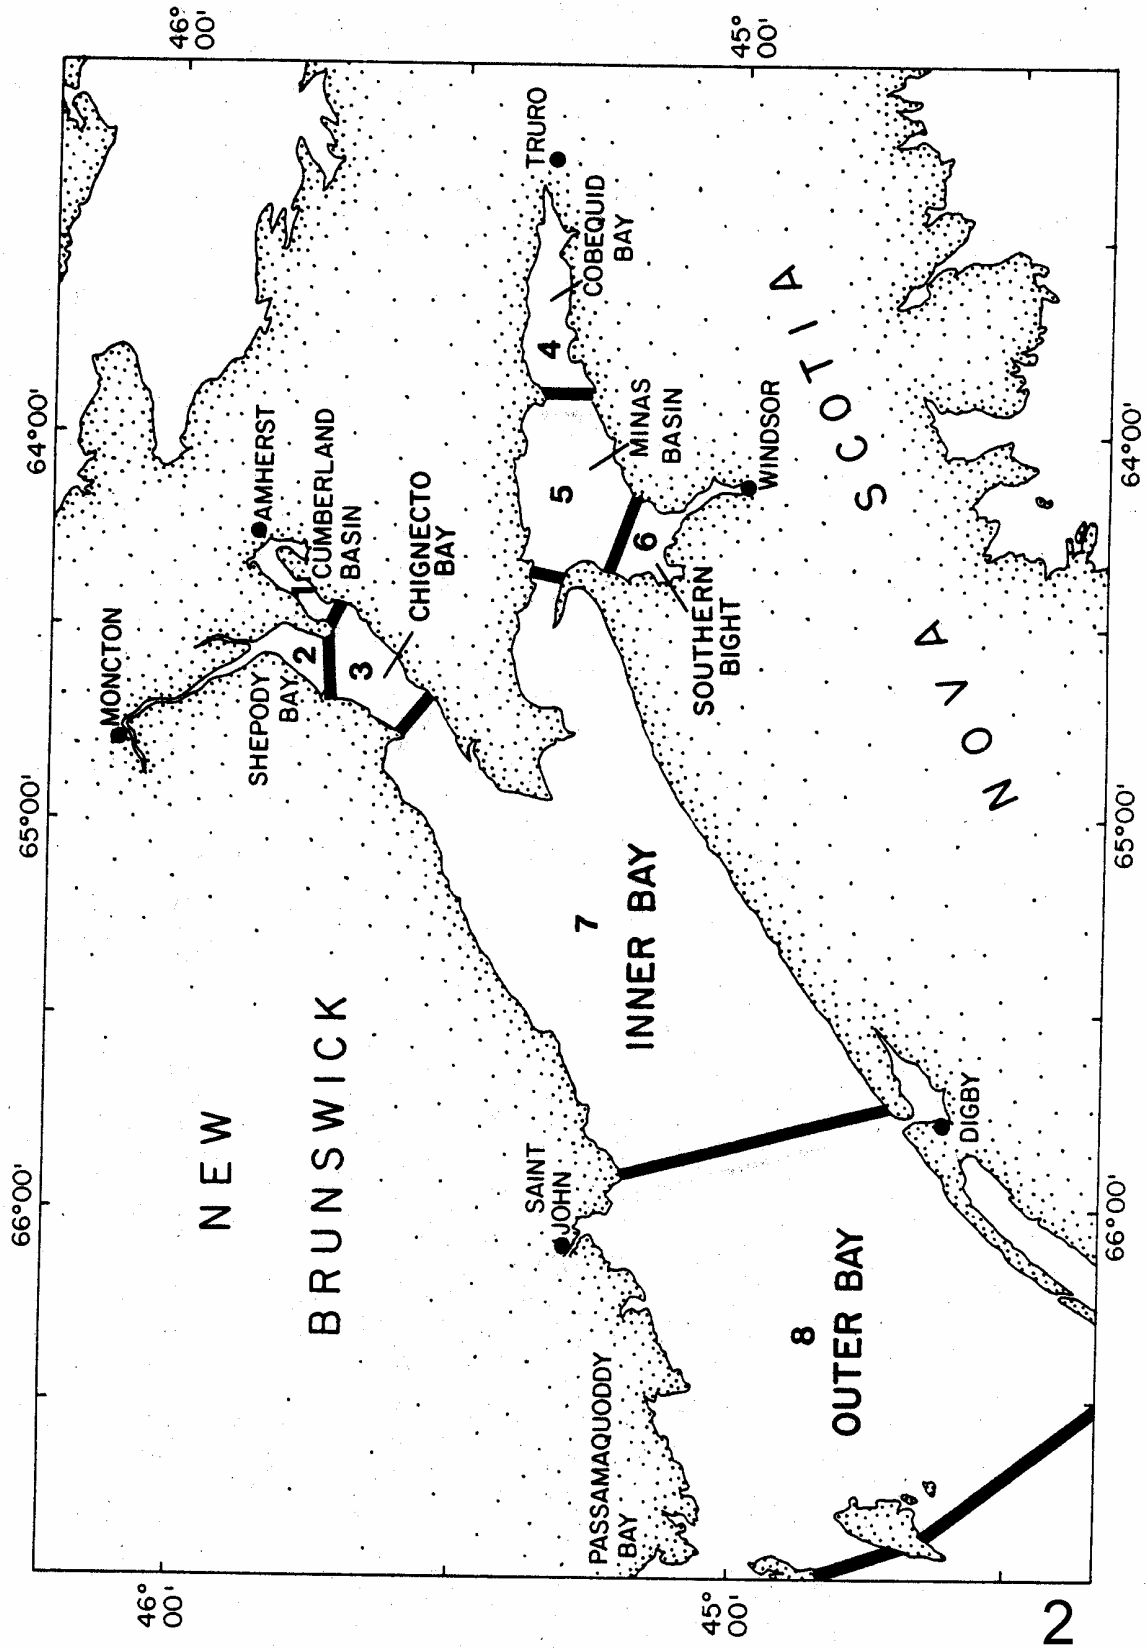 66°00'
65°00'
64°00'
46°
00'
46°
00'
MONCTON
NEW
BRUNSWICK
AMHERST
SHEPODY
BAY
2
1
CUMBERLAND
BASIN
3
CHIGNECTO
BAY
SAINT
JOHN
TRURO
4
COBEQUID
BAY
5
MINAS
BASIN
6
SOUTHERN
BIGHT
WINDSOR
PASSAMAQUODDY
BAY
7
INNER BAY
45°
00'
45°
00'
8
OUTER BAY
DIGBY
NOVA SCOTIA
66°00'
65°00'
64°00'
2